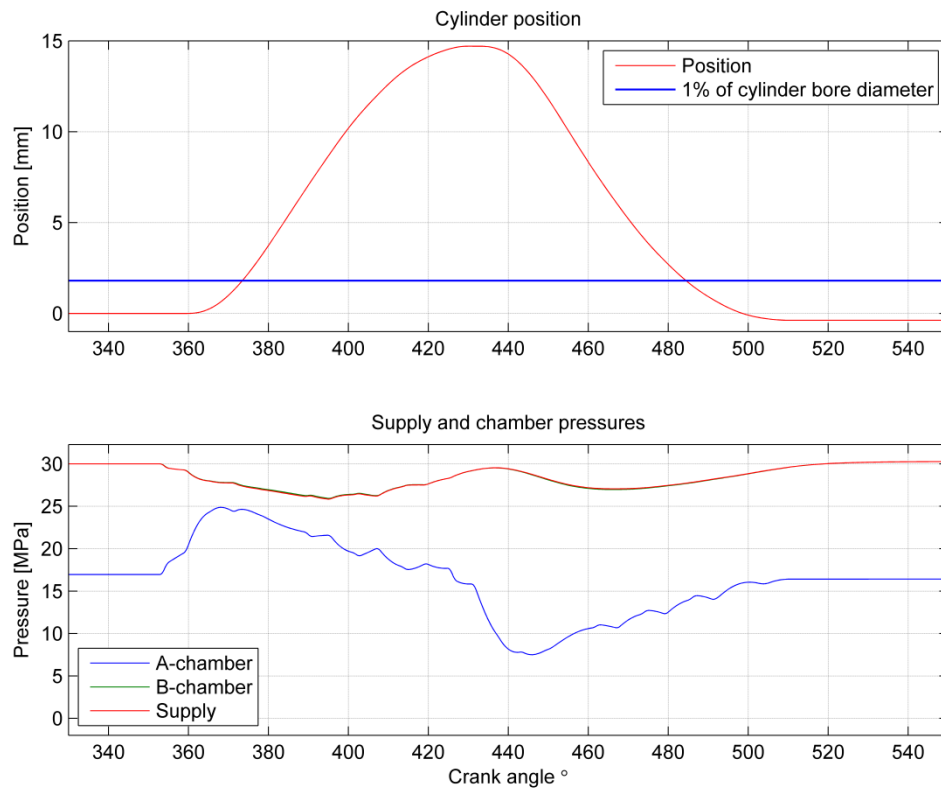 Cylinder position
15
10
5
0
Position [mm]
Position
1% of cylinder bore diameter
340 360 380 400 420 440 460 480 500 520 540
Supply and chamber pressures
30
25
20
15
10
5
0
Pressure [MPa]
A-chamber
B-chamber
Supply
340 360 380 400 420 440 460 480 500 520 540
Crank angle °